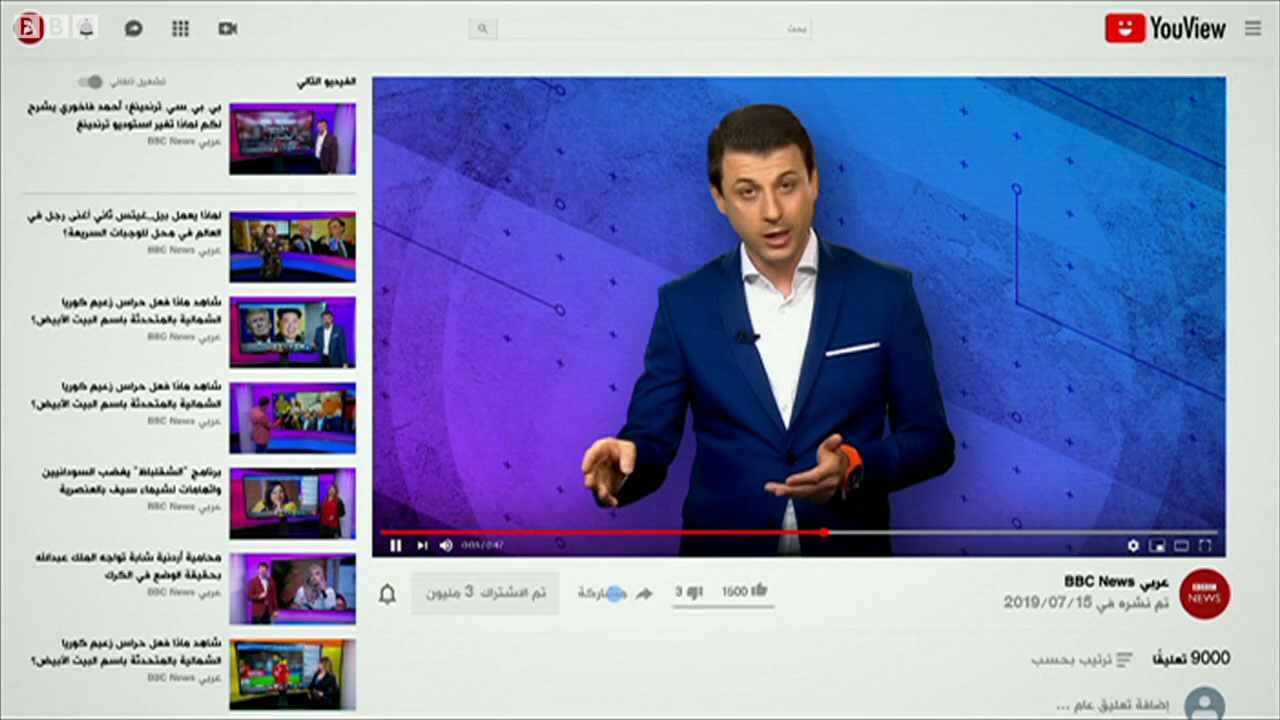 BBC
بحث
YouView
الفيديو التالي
تشغيل تلقائي
بي بي سي ترندينغ: أحمد فاخوري يشرح
لكم لماذا تغير استوديو ترندينغ
عربي BBC News
لماذا يعمل بيل غيتس ثاني أغنى رجل في
العالم في محل للوجبات السريعة؟
عربي BBC News
شاهد ماذا فعل حراس زعيم كوريا
الشمالية بالمتحدثة باسم البيت الأبيض؟
عربي BBC News
شاهد ماذا فعل حراس زعيم كوريا
الشمالية بالمتحدثة باسم البيت الأبيض؟
عربي BBC News
برنامج "الشقلباظ" يغضب السودانيين
واتهامات لشيماء سيف بالعنصرية
عربي BBC News
محامية أردنية شابة تواجه الملك عبدالله
بحقيقة الوضع في الكرك
عربي BBC News
شاهد ماذا فعل حراس زعيم كوريا
الشمالية بالمتحدثة باسم البيت الأبيض؟
عربي BBC News
عربي BBC News
تم نشره في 2019/07/15
BBC
NEWS
1500
3
مشاركة
تم الاشتراك 3 مليون
9000 تعليقًا
ترتيب بحسب
إضافة تعليق عام ...